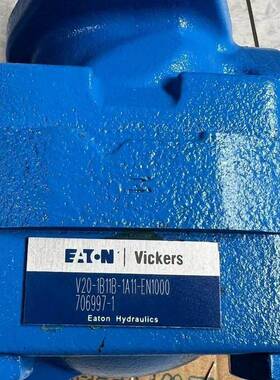 EATON | Vickers
V20-1B11B-1A11-EN1000
706997-1
Eaton Hydraulics